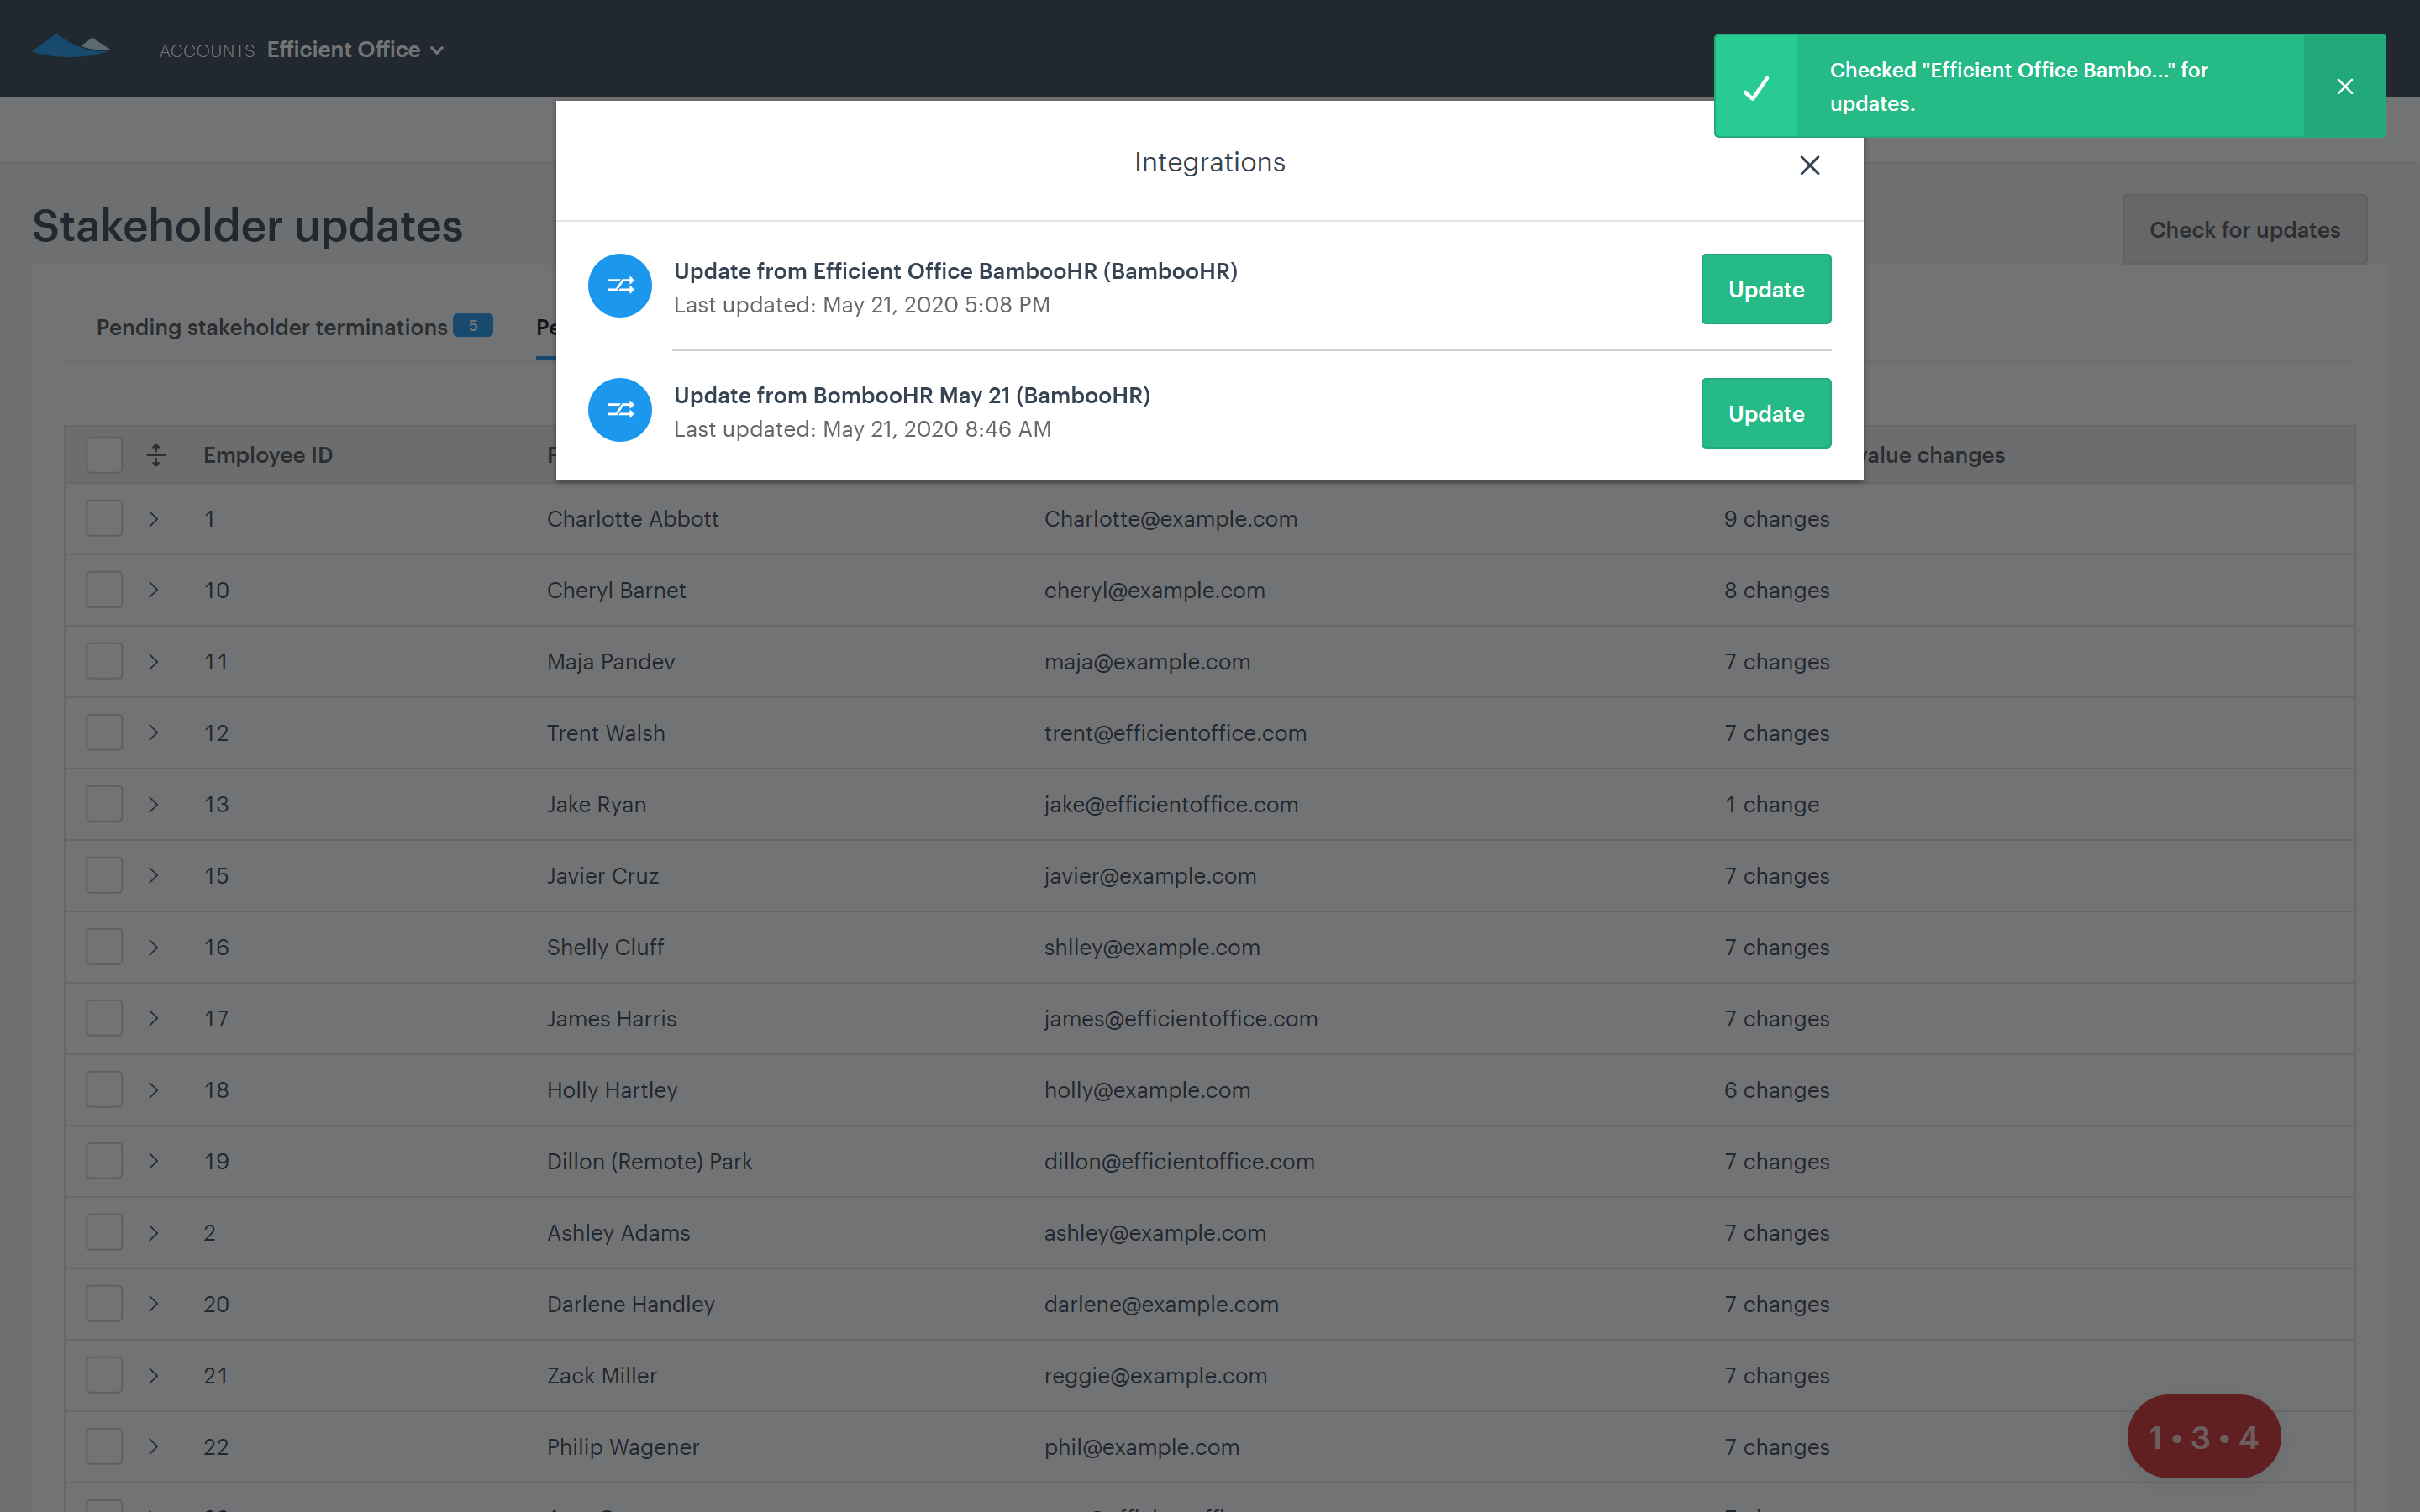 ACCOUNTS Efficient Office
Checked "Efficient Office Bambo..." for
updates.
Integrations
Stakeholder updates
Check for updates
Update from Efficient Office BambooHR (BambooHR)
Last updated: May 21, 2020 5:08 PM
Update
Pending stakeholder terminations 5
Update from BombooHR May 21 (BambooHR)
Last updated: May 21, 2020 8:46 AM
Update
Employee ID
changes
1 Charlotte Abbott Charlotte@example.com 9 changes
10 Cheryl Barnet cheryl@example.com 8 changes
11 Maja Pandev maja@example.com 7 changes
12 Trent Walsh trent@efficientoffice.com 7 changes
13 Jake Ryan jake@efficientoffice.com 1 change
15 Javier Cruz javier@example.com 7 changes
16 Shelly Cluff shlley@example.com 7 changes
17 James Harris james@efficientoffice.com 7 changes
18 Holly Hartley holly@example.com 6 changes
19 Dillon (Remote) Park dillon@efficientoffice.com 7 changes
2 Ashley Adams ashley@example.com 7 changes
20 Darlene Handley darlene@example.com 7 changes
21 Zack Miller reggie@example.com 7 changes
22 Philip Wagener phil@example.com 7 changes
1 • 3 • 4